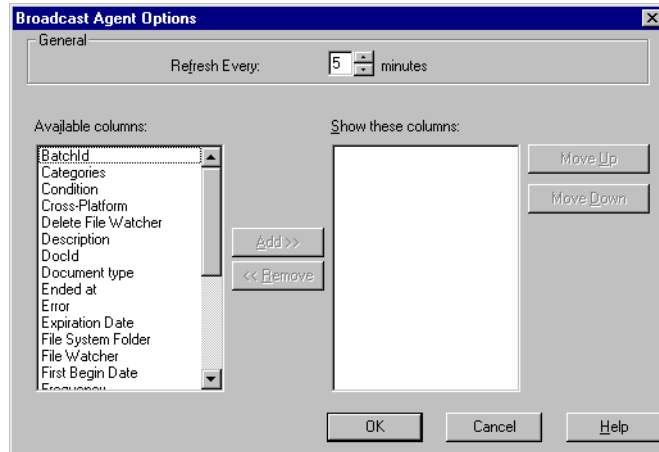 Broadcast Agent Options
General
Refresh Every: 5 minutes
Available columns:
Show these columns:
BatchId
Categories
Condition
Cross-Platform
Delete File Watcher
Description
DocId
Document type
Ended at
Error
Expiration Date
File System Folder
File Watcher
First Begin Date
Frequency
Add >>
<< Remove
Move Up
Move Down
OK
Cancel
Help